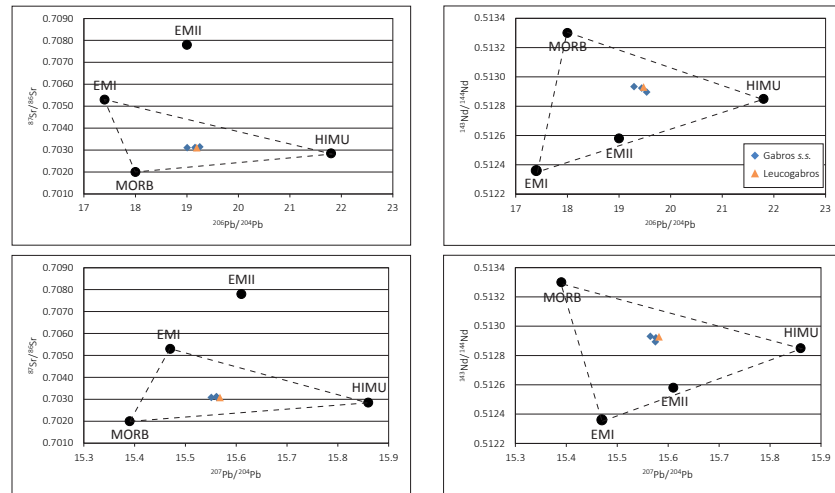 0.7090
0.7080
0.7070
0.7060
0.7050
0.7040
0.7030
0.7020
0.7010
⁸⁷Sr/⁸⁶Sr
EMII
EMI
HIMU
MORB
17 18 19 20 21 22 23
²⁰⁶Pb/²⁰⁴Pb
0.5134
0.5132
0.5130
0.5128
0.5126
0.5124
0.5122
¹⁴³Nd/¹⁴⁴Nd
MORB
HIMU
EMII
EMI
Gabros s.s.
Leucogabros
17 18 19 20 21 22 23
²⁰⁶Pb/²⁰⁴Pb
0.7090
0.7080
0.7070
0.7060
0.7050
0.7040
0.7030
0.7020
0.7010
⁸⁷Sr/⁸⁶Sr
EMII
EMI
HIMU
MORB
15.3 15.4 15.5 15.6 15.7 15.8 15.9
²⁰⁷Pb/²⁰⁴Pb
0.5134
0.5132
0.5130
0.5128
0.5126
0.5124
0.5122
¹⁴³Nd/¹⁴⁴Nd
MORB
HIMU
EMII
EMI
15.3 15.4 15.5 15.6 15.7 15.8 15.9
²⁰⁷Pb/²⁰⁴Pb